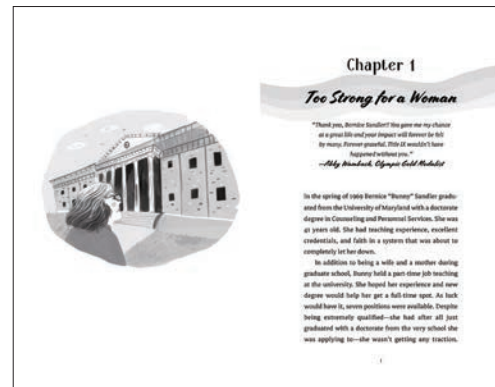 Chapter 1
Too Strong for a Woman
"Thank you, Bernice Sandler!! You gave me my chance
at a great life and your impact will forever be felt
by many. Forever grateful. Title IX wouldn't have
happened without you."
—Abby Wambach, Olympic Gold Medalist
In the spring of 1969 Bernice "Bunny" Sandler gradu-
ated from the University of Maryland with a doctorate
degree in Counseling and Personnel Services. She was
41 years old. She had teaching experience, excellent
credentials, and faith in a system that was about to
completely let her down.
In addition to being a wife and a mother during
graduate school, Bunny held a part-time job teaching
at the university. She hoped her experience and new
degree would help her get a full-time spot. As luck
would have it, seven positions were available. Despite
being extremely qualified—she had after all just
graduated with a doctorate from the very school she
was applying to—she wasn't getting any traction.
1